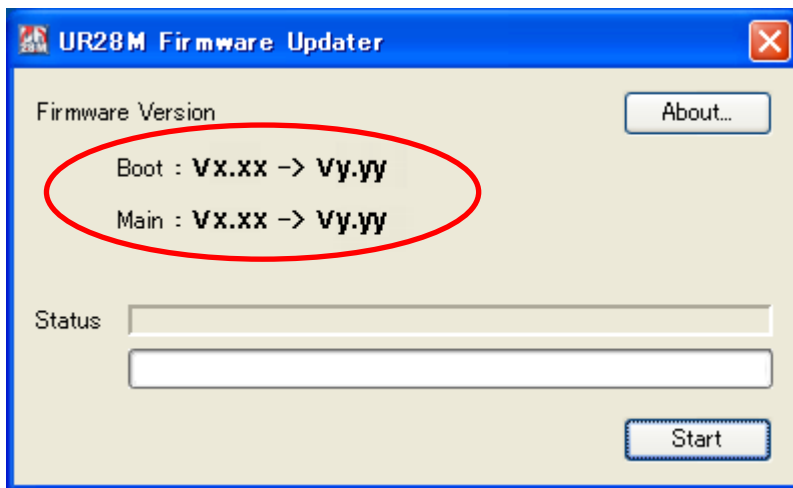 UR28M Firmware Updater
Firmware Version
About...
Boot : Vx.xx -> Vy.yy
Main : Vx.xx -> Vy.yy
Status
Start